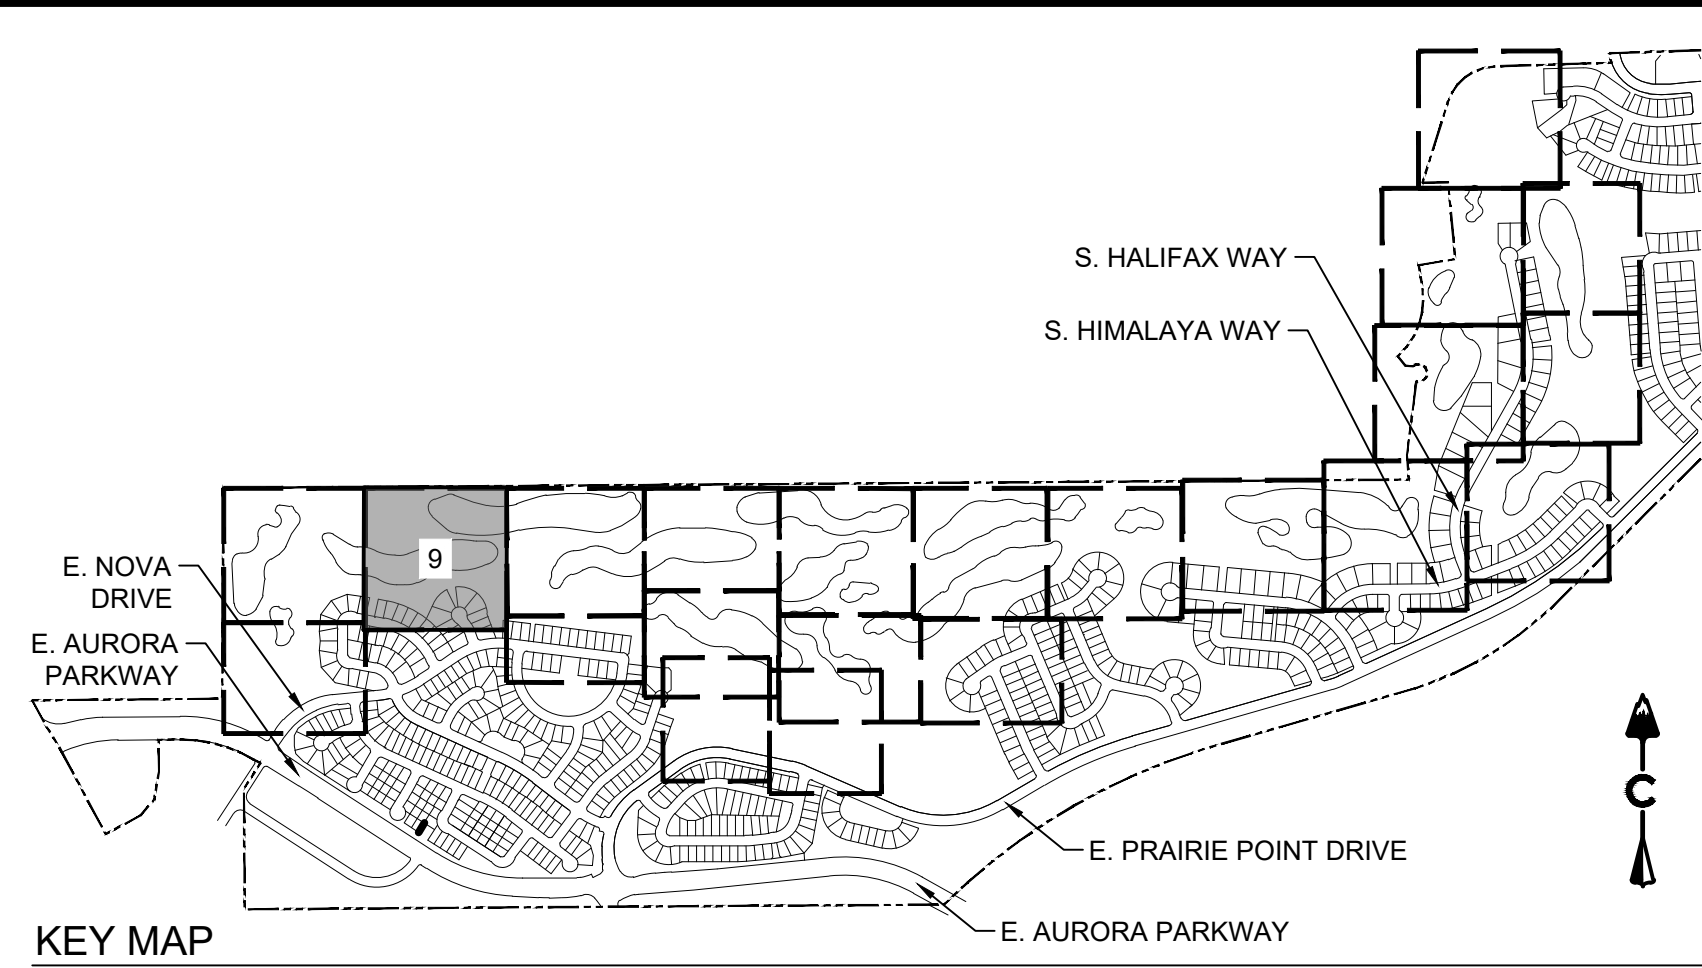 S. HALIFAX WAY
S. HIMALAYA WAY
9
E. NOVA
DRIVE
E. AURORA
PARKWAY
C
E. PRAIRIE POINT DRIVE
E. AURORA PARKWAY
KEY MAP